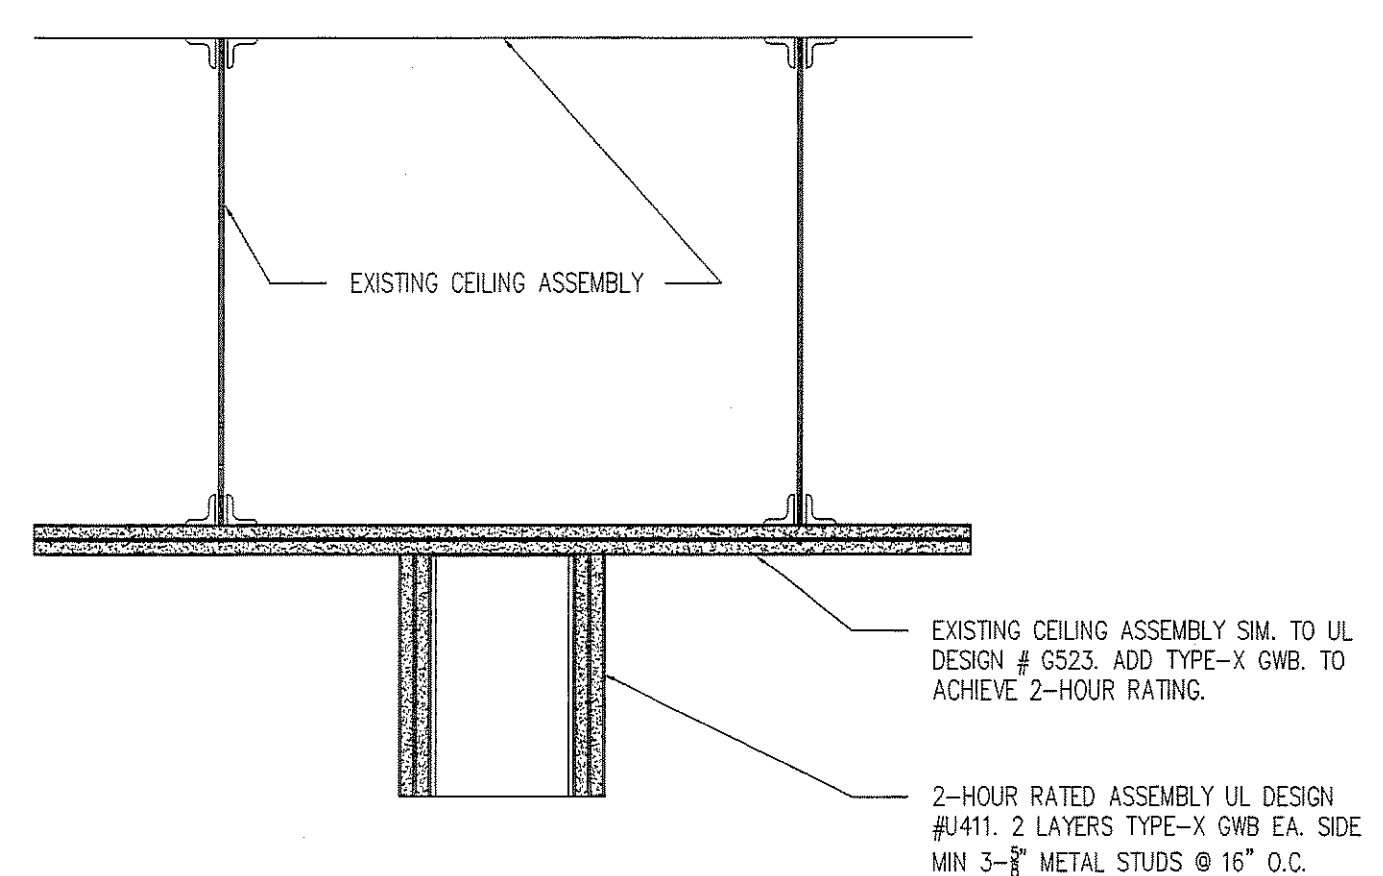 EXISTING CEILING ASSEMBLY
EXISTING CEILING ASSEMBLY SIM. TO UL
DESIGN # G523. ADD TYPE-X GWB. TO
ACHIEVE 2-HOUR RATING.
2-HOUR RATED ASSEMBLY UL DESIGN
#U411. 2 LAYERS TYPE-X GWB EA. SIDE
MIN 3-5/8" METAL STUDS @ 16" O.C.